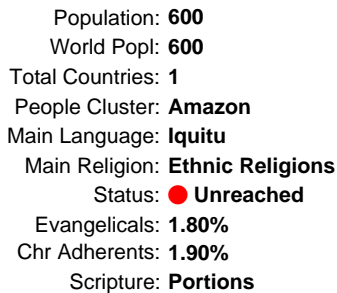 Population: 600
World Popl: 600
Total Countries: 1
People Cluster: Amazon
Main Language: Iquitu
Main Religion: Ethnic Religions
Status: Unreached
Evangelicals: 1.80%
Chr Adherents: 1.90%
Scripture: Portions